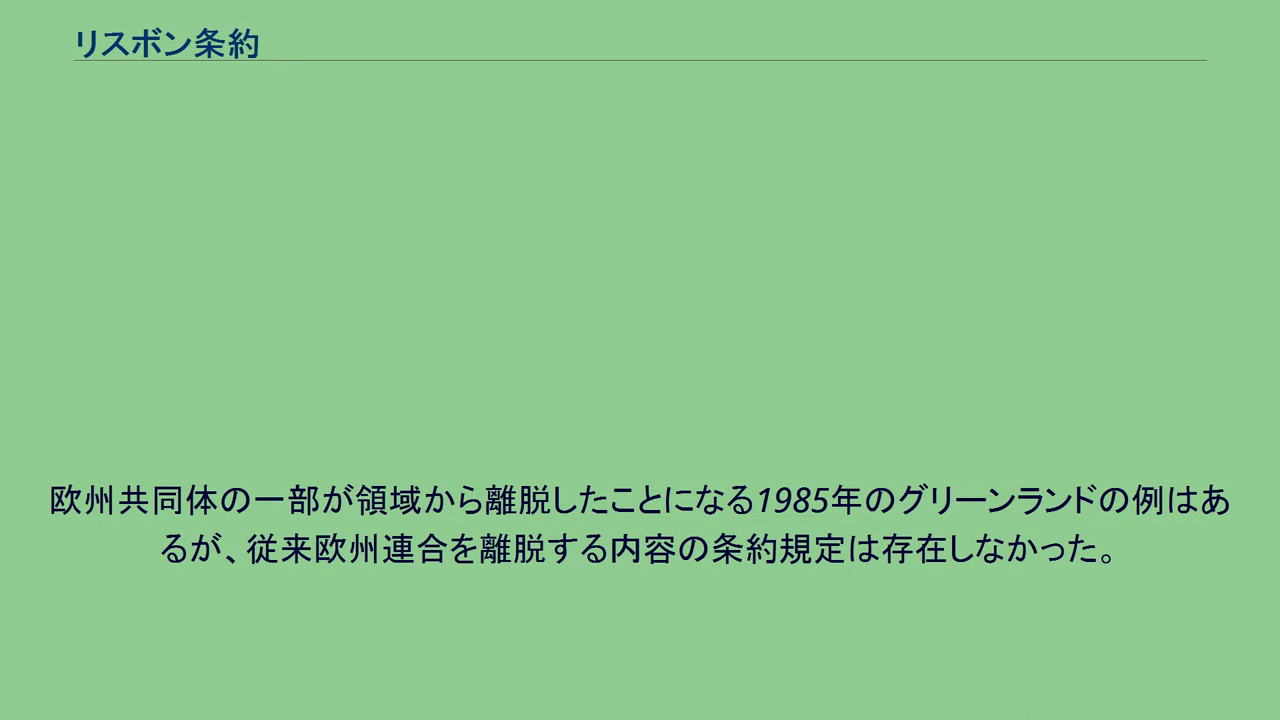 リスボン条約
欧州共同体の一部が領域から離脱したことになる1985年のグリーンランドの例はあ
るが、従来欧州連合を離脱する内容の条約規定は存在しなかった。